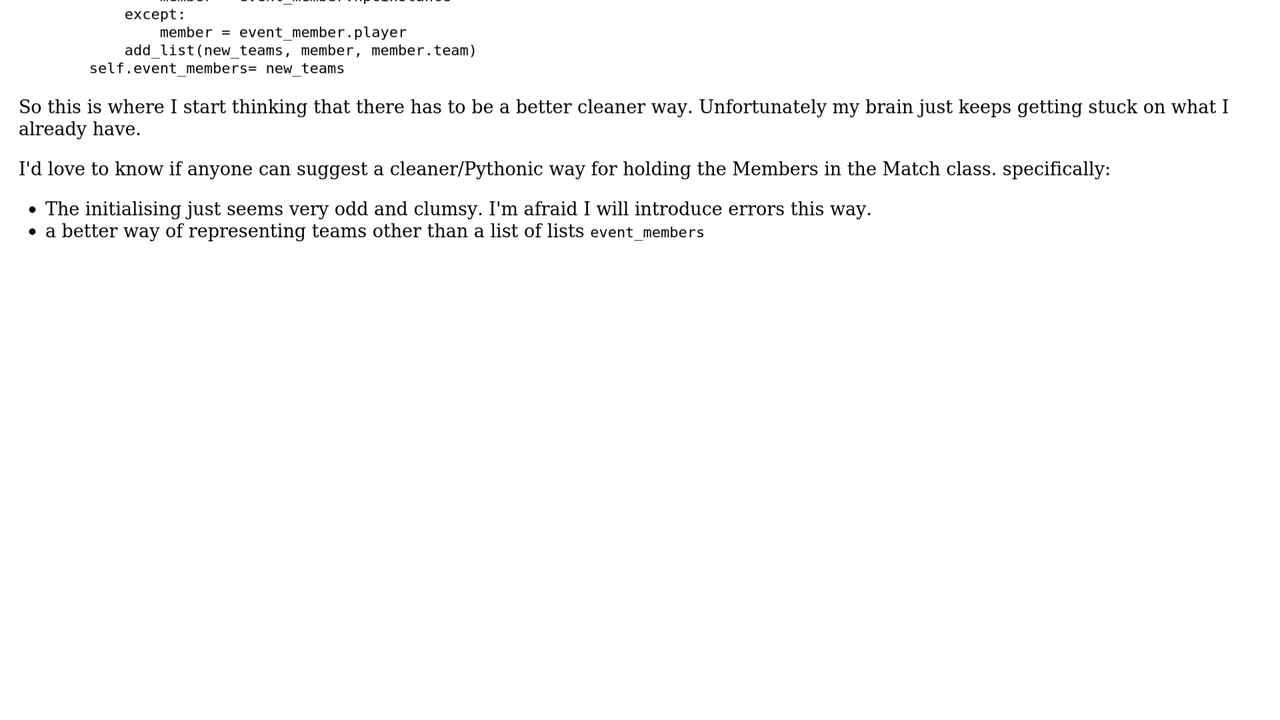 member = event_member.npcinstance
except:
member = event_member.player
add_list(new_teams, member, member.team)
self.event_members= new_teams
So this is where I start thinking that there has to be a better cleaner way. Unfortunately my brain just keeps getting stuck on what I
already have.
I'd love to know if anyone can suggest a cleaner/Pythonic way for holding the Members in the Match class. specifically:
• The initialising just seems very odd and clumsy. I'm afraid I will introduce errors this way.
• a better way of representing teams other than a list of lists event_members